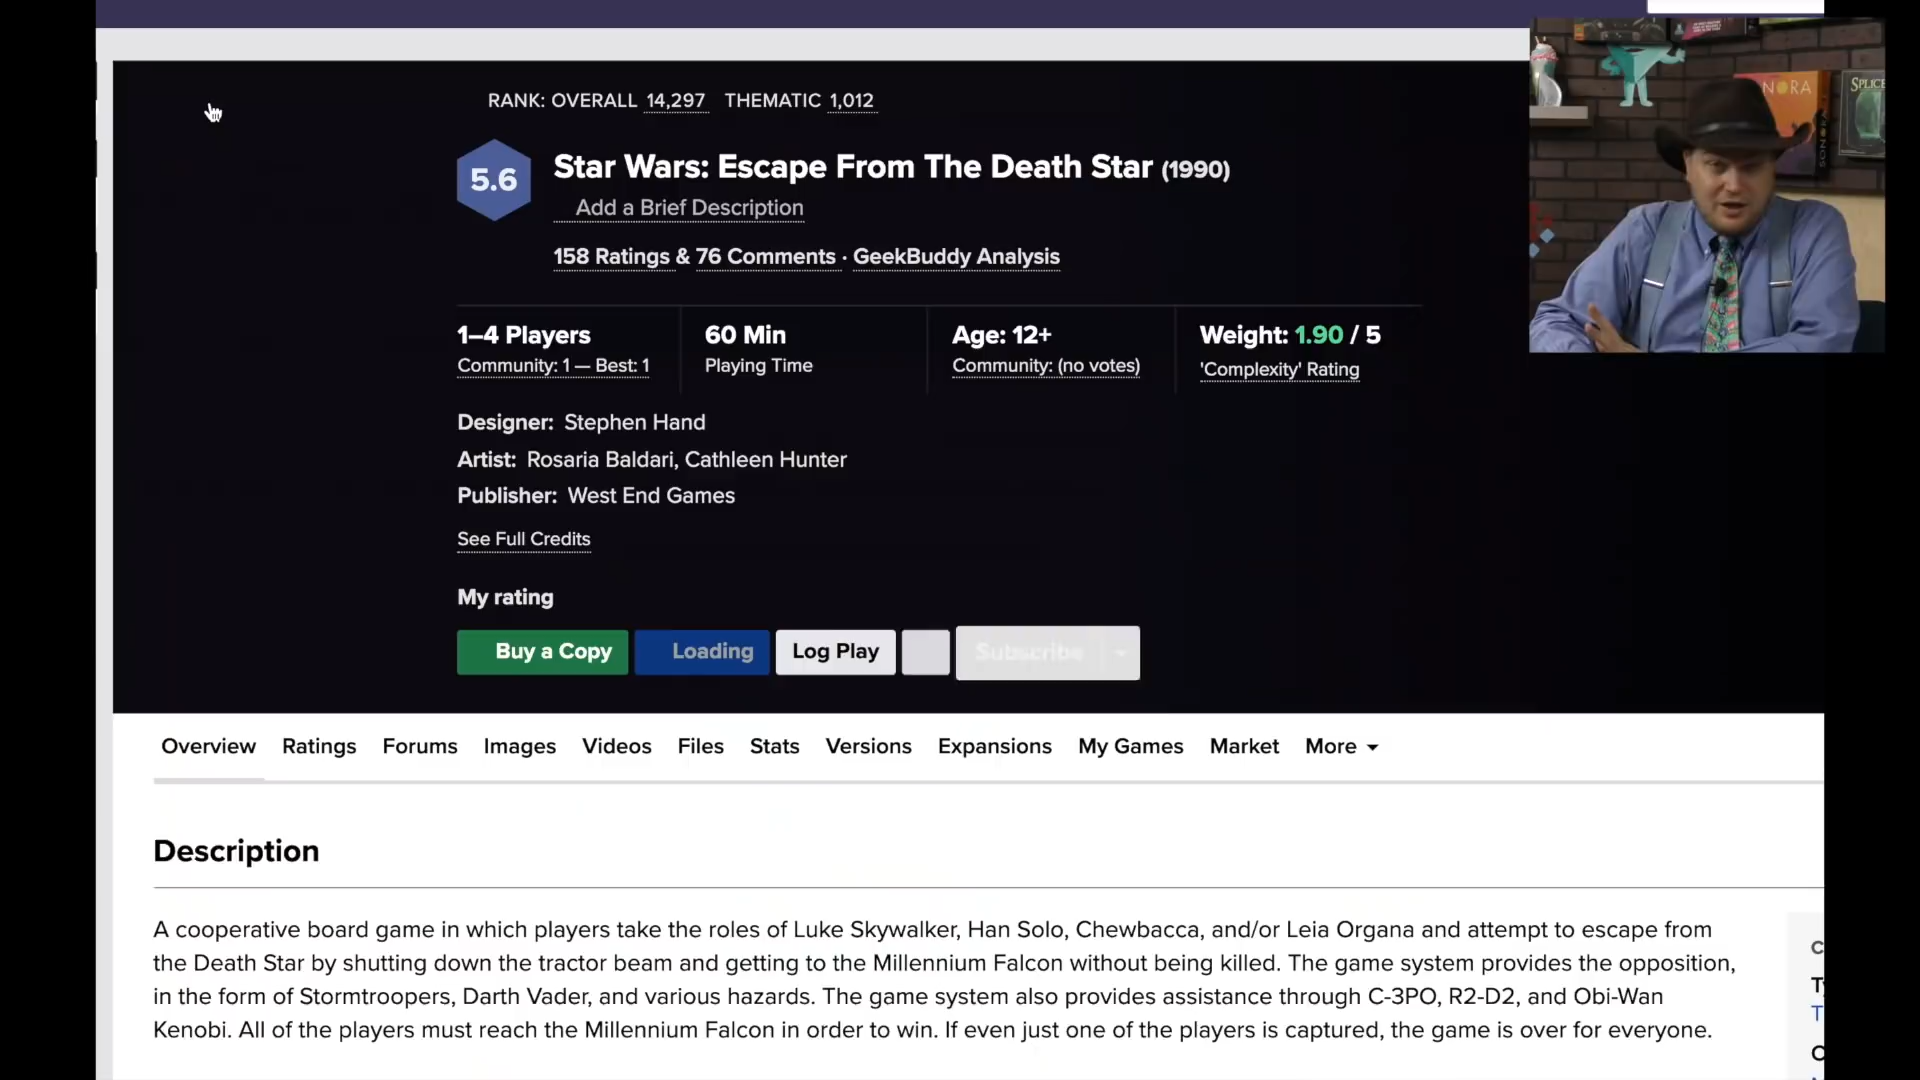 RANK: OVERALL 14,297 THEMATIC 1,012
5.6
Star Wars: Escape From The Death Star (1990)
Add a Brief Description
158 Ratings & 76 Comments · GeekBuddy Analysis
1–4 Players
Community: 1 — Best: 1
60 Min
Playing Time
Age: 12+
Community: (no votes)
Weight: 1.90 / 5
'Complexity' Rating
Designer: Stephen Hand
Artist: Rosaria Baldari, Cathleen Hunter
Publisher: West End Games
See Full Credits
My rating
Buy a Copy Loading Log Play Subscribe
Overview Ratings Forums Images Videos Files Stats Versions Expansions My Games Market More
Description
A cooperative board game in which players take the roles of Luke Skywalker, Han Solo, Chewbacca, and/or Leia Organa and attempt to escape from
the Death Star by shutting down the tractor beam and getting to the Millennium Falcon without being killed. The game system provides the opposition,
in the form of Stormtroopers, Darth Vader, and various hazards. The game system also provides assistance through C-3PO, R2-D2, and Obi-Wan
Kenobi. All of the players must reach the Millennium Falcon in order to win. If even just one of the players is captured, the game is over for everyone.
SPLICE
SONORA